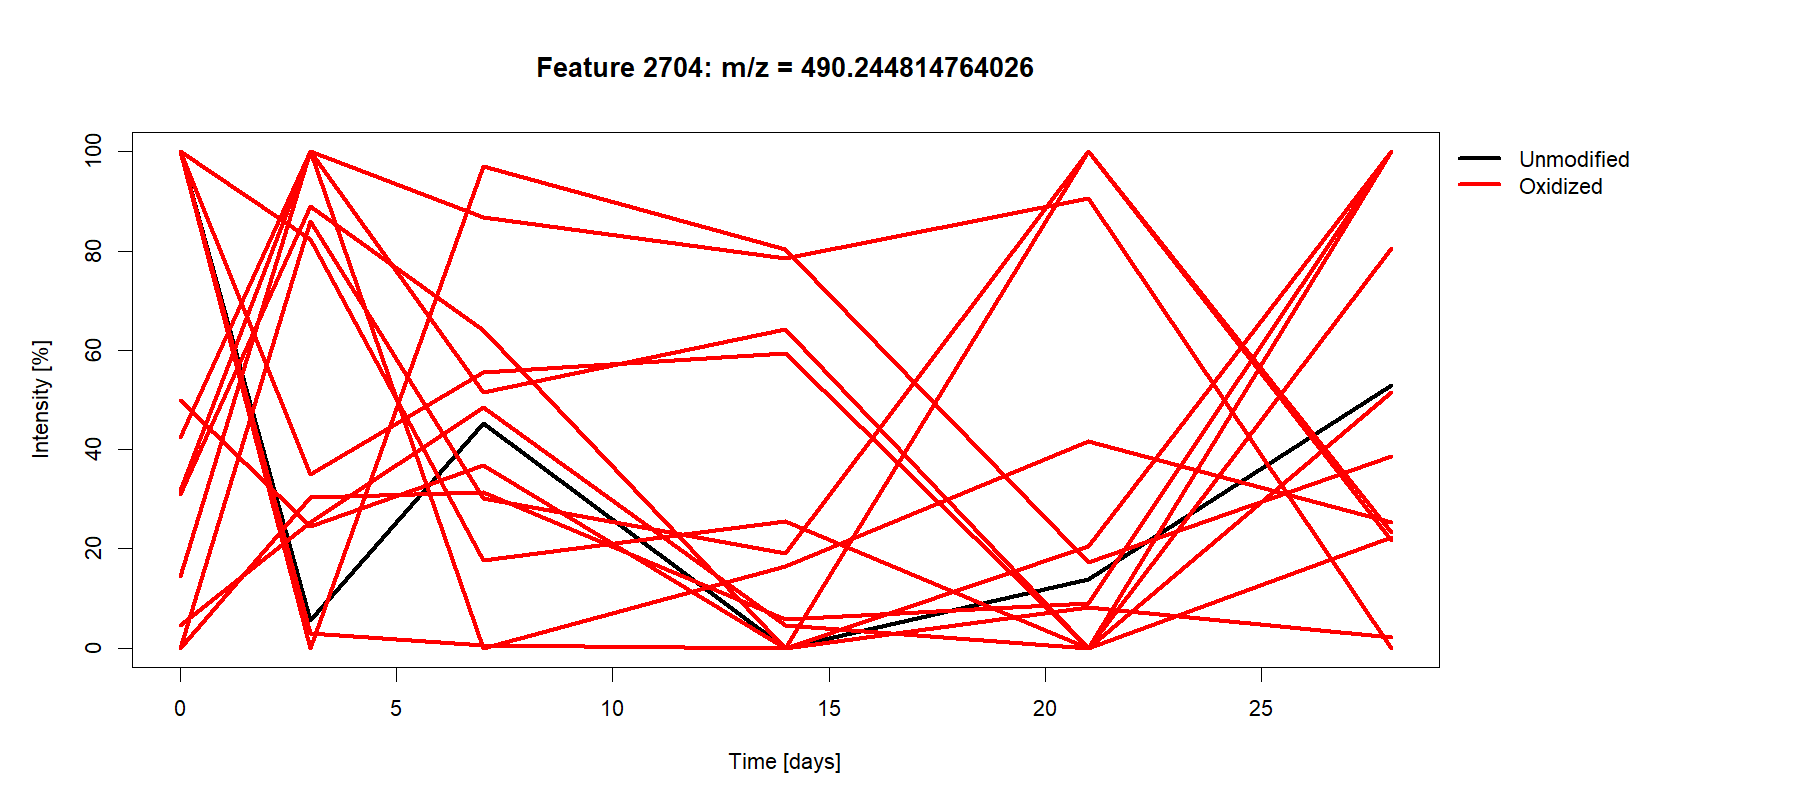 Feature 2704: m/z = 490.244814764026
Unmodified
Oxidized
Intensity [%]
100
80
60
40
20
0
0 5 10 15 20 25
Time [days]